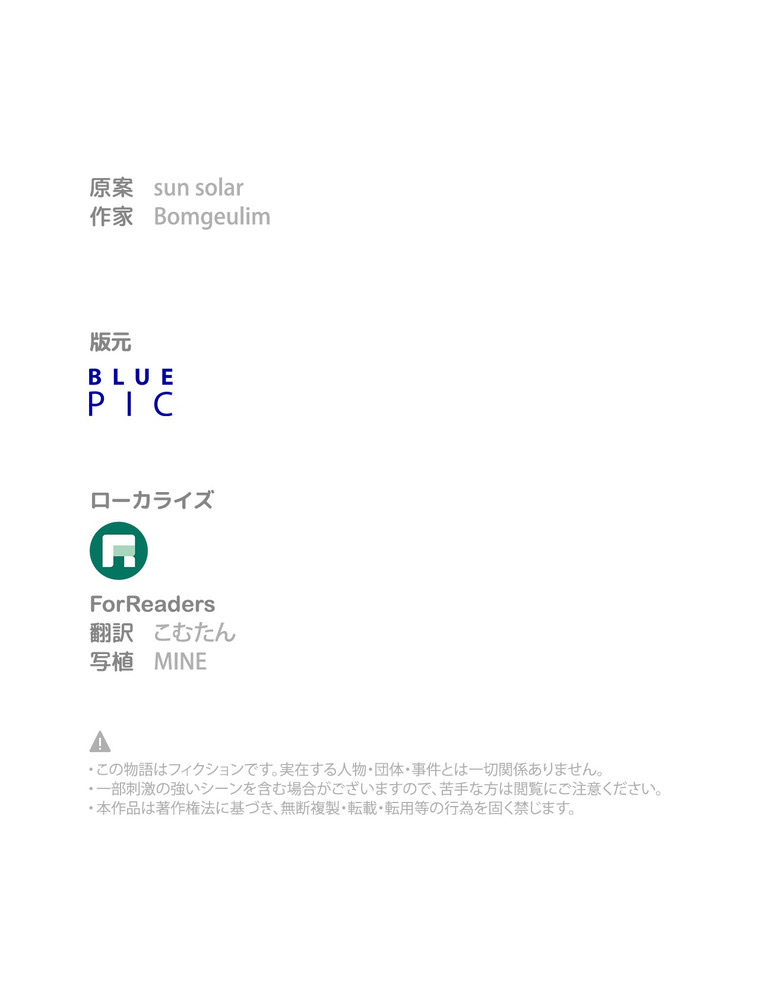 原案 sun solar
作家 Bomgeulim
版元
BLUE
PIC
ローカライズ
ForReaders
翻訳 こむたん
写植 MINE
・この物語はフィクションです。実在する人物・団体・事件とは一切関係ありません。
・一部刺激の強いシーンを含む場合がございますので、苦手な方は閲覧にご注意ください。
・本作品は著作権法に基づき、無断複製・転載・転用等の行為を固く禁じます。